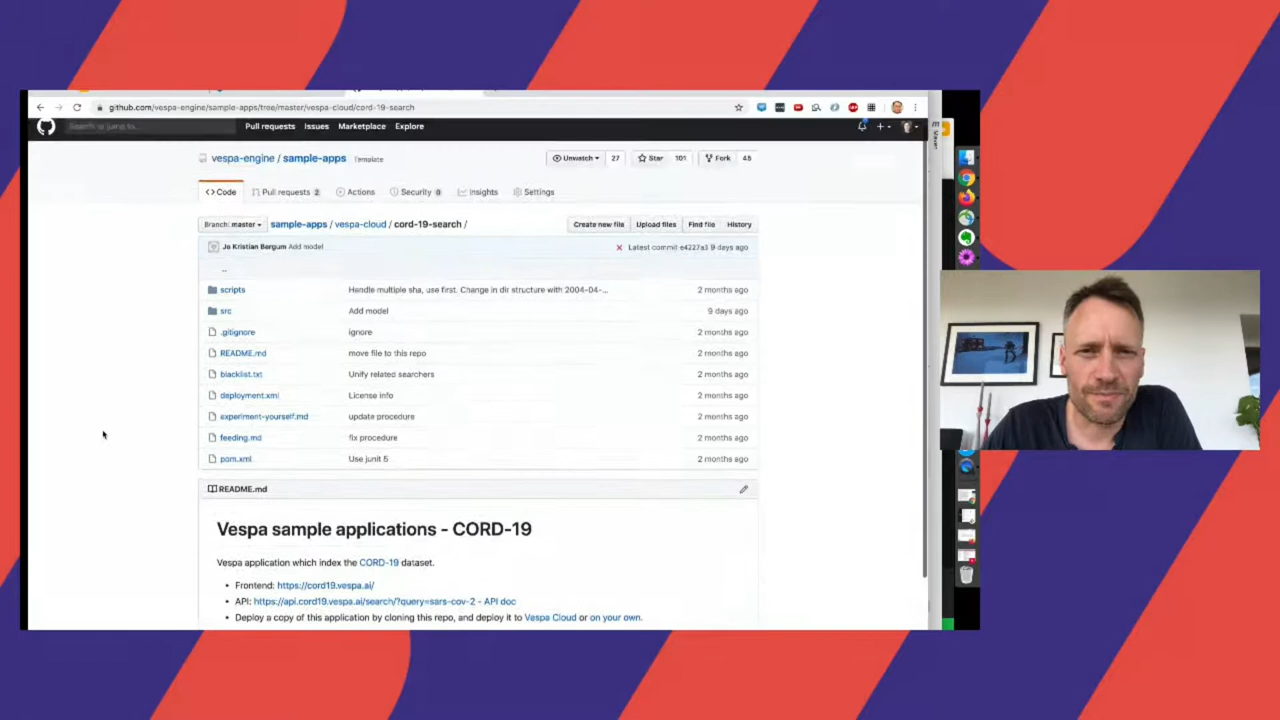 github.com/vespa-engine/sample-apps/tree/master/vespa-cloud/cord-19-search
Search or jump to...
Pull requests Issues Marketplace Explore
vespa-engine / sample-apps Template
Unwatch 27 Star 101 Fork 48
Code Pull requests 2 Actions Security 0 Insights Settings
Branch: master sample-apps / vespa-cloud / cord-19-search /
Create new file Upload files Find file History
Jo Kristian Bergum Add model Latest commit e4227a3 9 days ago
..
scripts Handle multiple sha, use first. Change in dir structure with 2004-04-... 2 months ago
src Add model 9 days ago
.gitignore ignore 2 months ago
README.md move file to this repo 2 months ago
blacklist.txt Unify related searchers 2 months ago
deployment.xml License info 2 months ago
experiment-yourself.md update procedure 2 months ago
feeding.md fix procedure 2 months ago
pom.xml Use junit 5 2 months ago
README.md
Vespa sample applications - CORD-19
Vespa application which index the CORD-19 dataset.
• Frontend: https://cord19.vespa.ai/
• API: https://api.cord19.vespa.ai/search/?query=sars-cov-2 - API doc
• Deploy a copy of this application by cloning this repo, and deploy it to Vespa Cloud or on your own.
m Maven